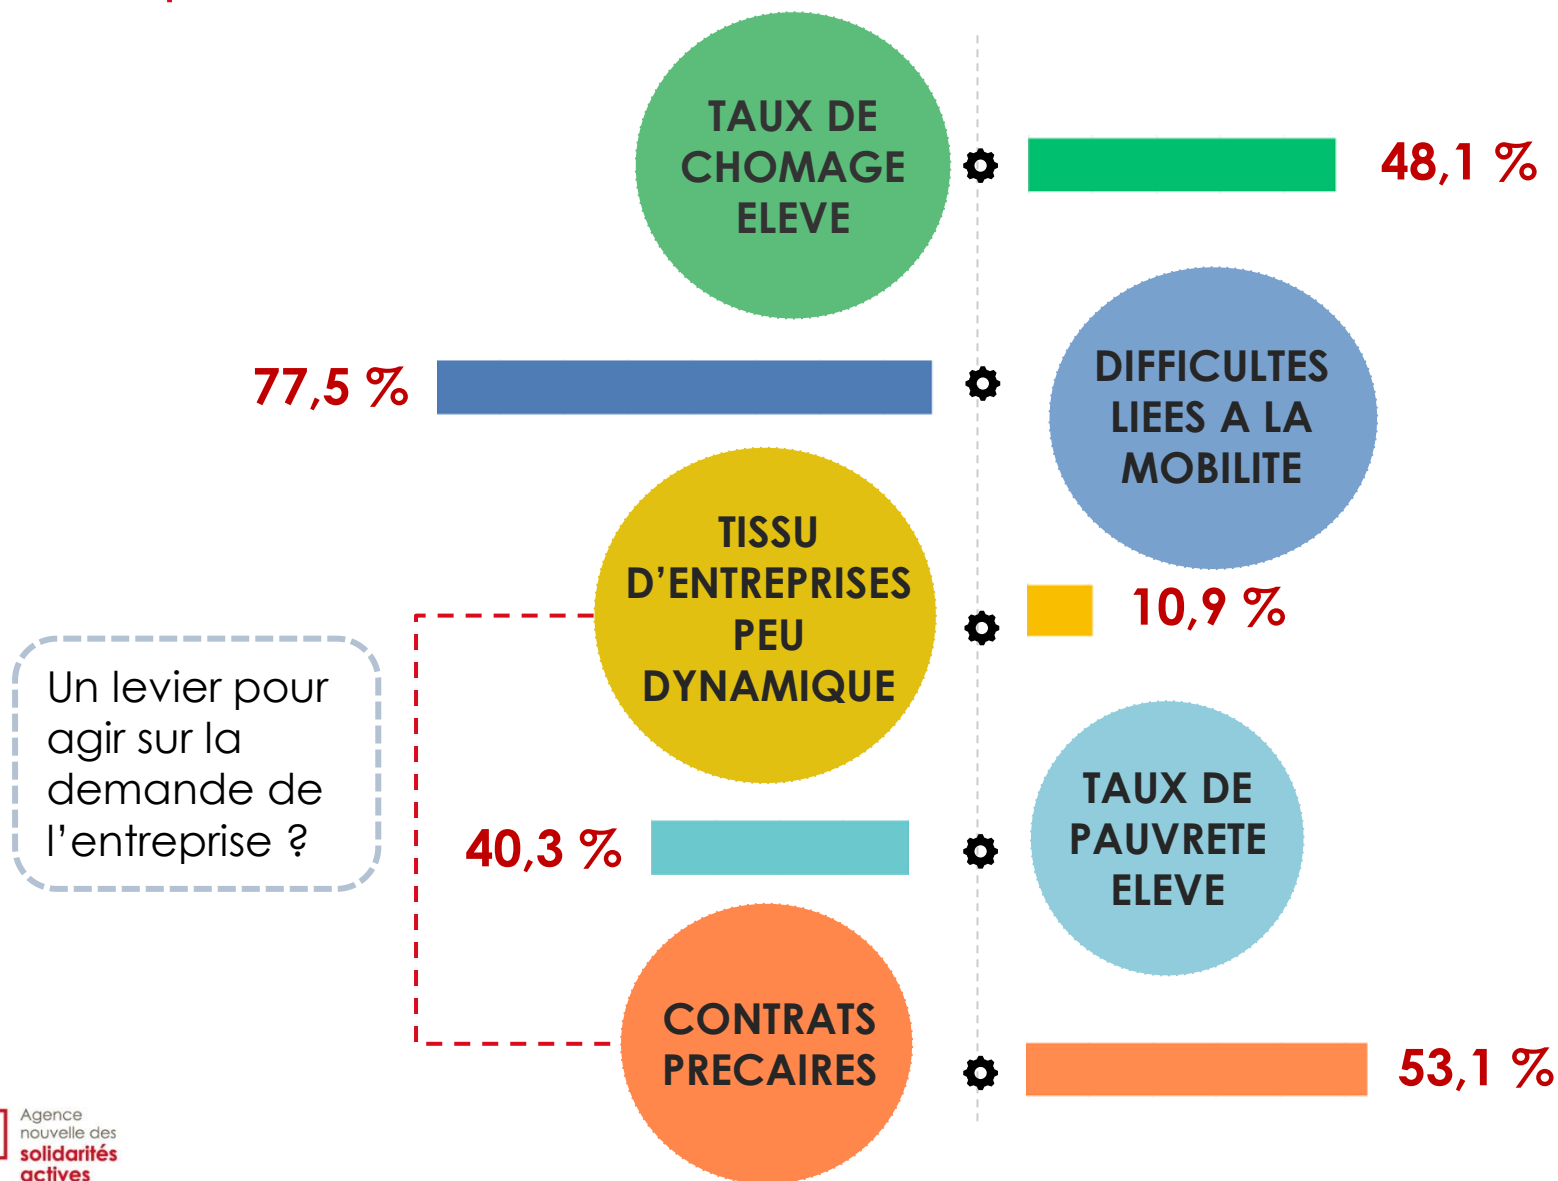 TAUX DE
CHOMAGE
ELEVE
48,1 %
77,5 %
DIFFICULTES
LIEES A LA
MOBILITE
TISSU
D’ENTREPRISES
PEU
DYNAMIQUE
10,9 %
Un levier pour
agir sur la
demande de
l’entreprise ?
40,3 %
TAUX DE
PAUVRETE
ELEVE
CONTRATS
PRECAIRES
53,1 %
Agence
nouvelle des
solidarités
actives